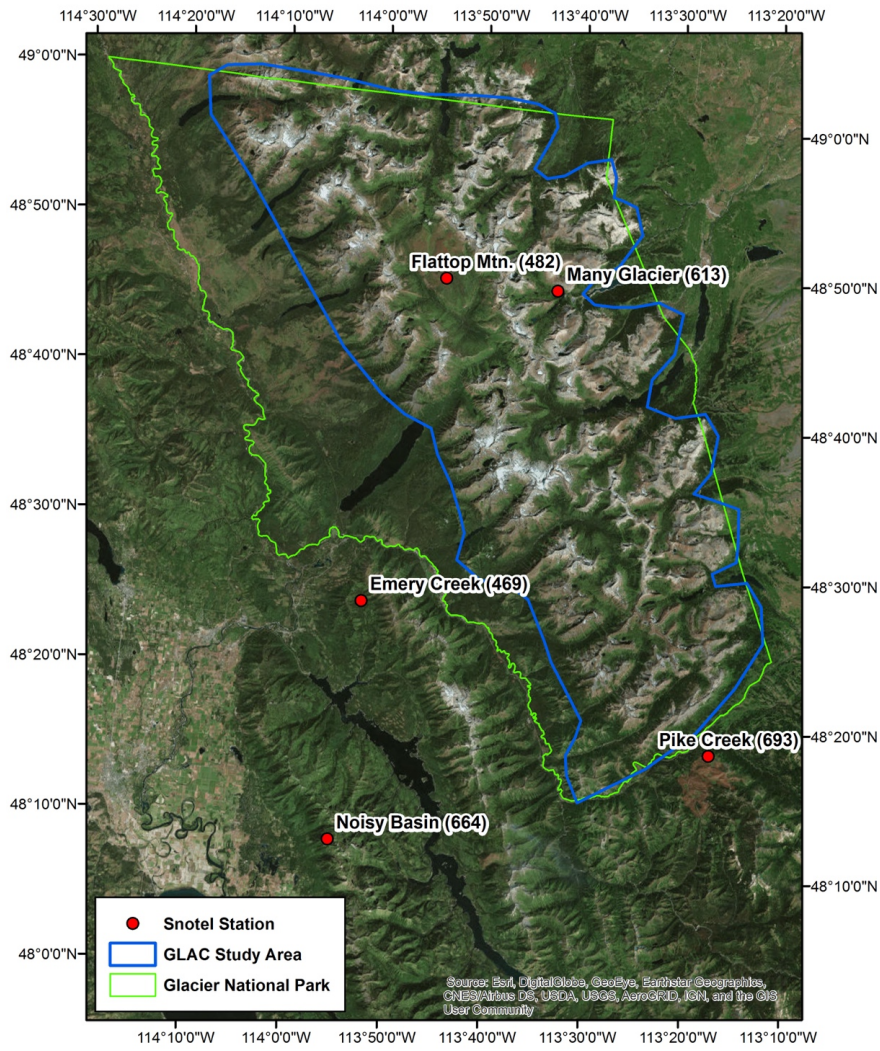 114°30'0"W 114°20'0"W 114°10'0"W 114°0'0"W 113°50'0"W 113°40'0"W 113°30'0"W 113°20'0"W
49°0'0"N
49°0'0"N
48°50'0"N
Flattop Mtn. (482)
Many Glacier (613)
48°50'0"N
48°40'0"N
48°40'0"N
48°30'0"N
Emery Creek (469)
48°30'0"N
48°20'0"N
Pike Creek (693)
48°20'0"N
48°10'0"N
Noisy Basin (664)
48°10'0"N
Snotel Station
48°0'0"N
GLAC Study Area
Glacier National Park
Source: Esri, DigitalGlobe, GeoEye, Earthstar Geographics,
CNES/Airbus DS, USDA, USGS, AeroGRID, IGN, and the GIS
User Community
114°10'0"W 114°0'0"W 113°50'0"W 113°40'0"W 113°30'0"W 113°20'0"W